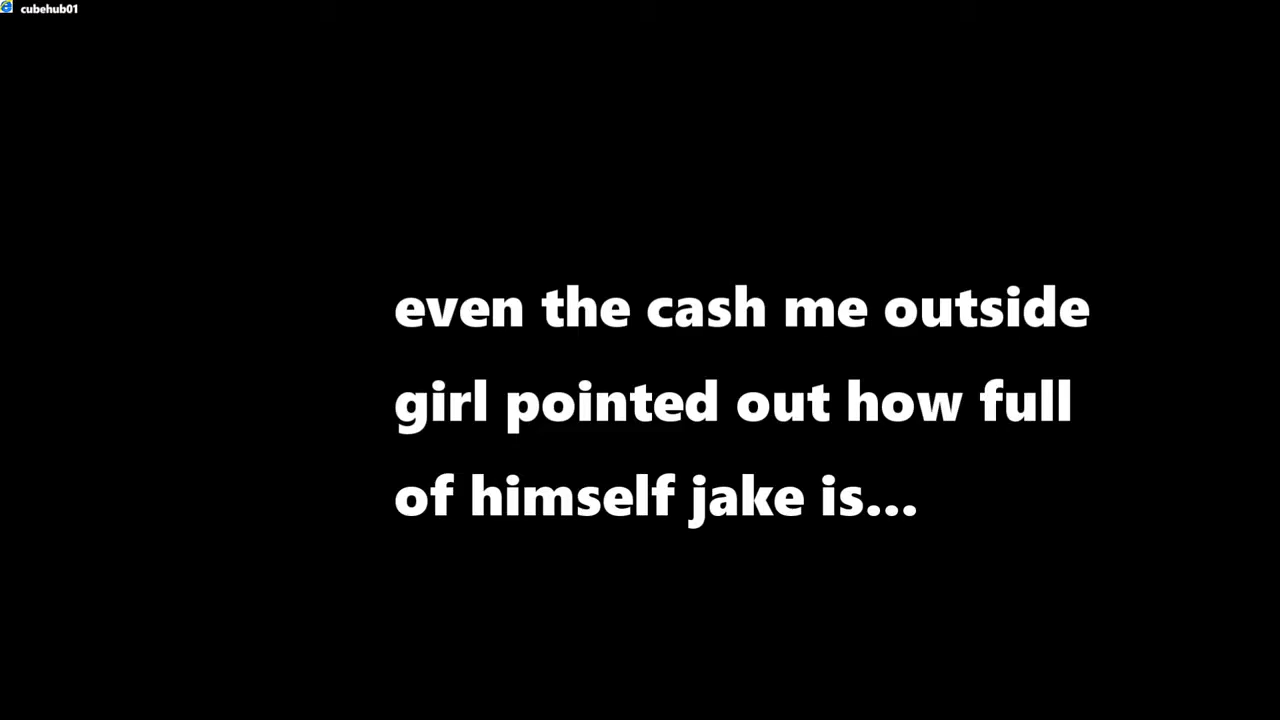 cubehub01
even the cash me outside
girl pointed out how full
of himself jake is...